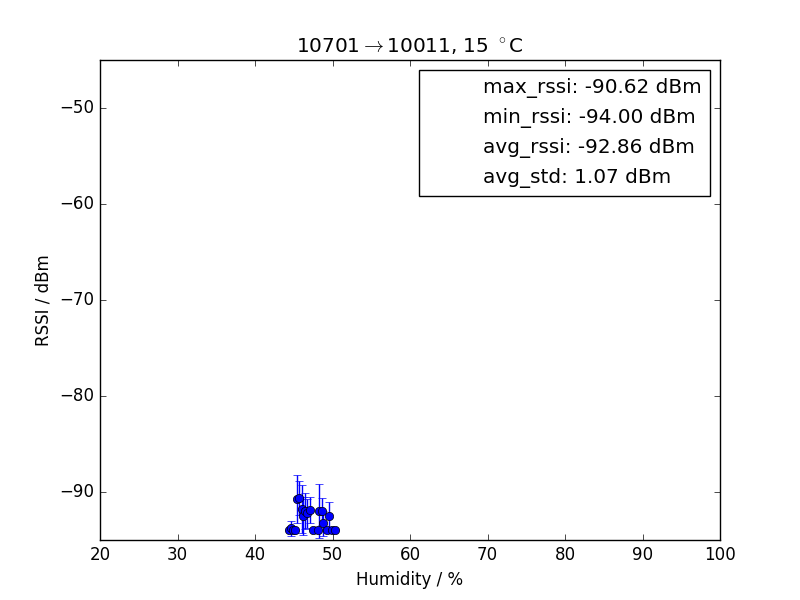 10701→10011, 15 °C
max_rssi: -90.62 dBm
min_rssi: -94.00 dBm
avg_rssi: -92.86 dBm
avg_std: 1.07 dBm
−50
−60
−70
−80
−90
RSSI / dBm
20 30 40 50 60 70 80 90 100
Humidity / %